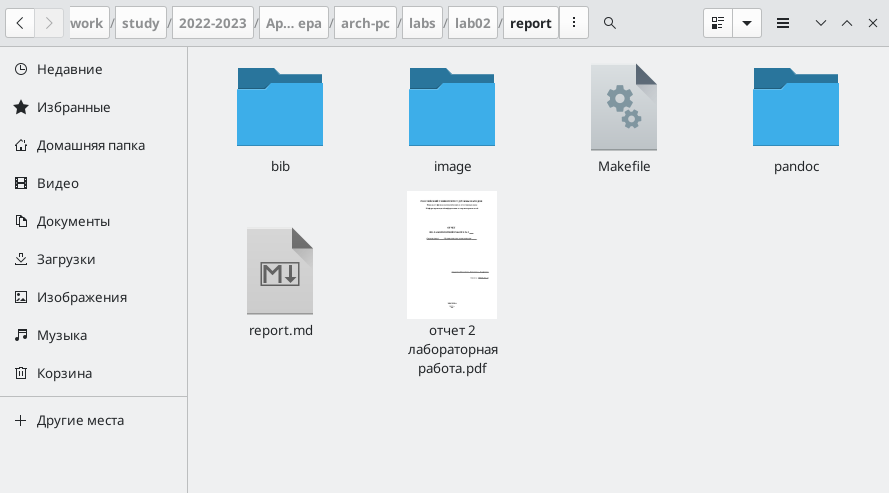 work / study / 2022-2023 / Ар... ера / arch-pc / labs / lab02 / report
Недавние
Избранные
Домашняя папка
Видео
Документы
Загрузки
Изображения
Музыка
Корзина
Другие места
bib
image
Makefile
pandoc
report.md
отчет 2
лабораторная
работа.pdf